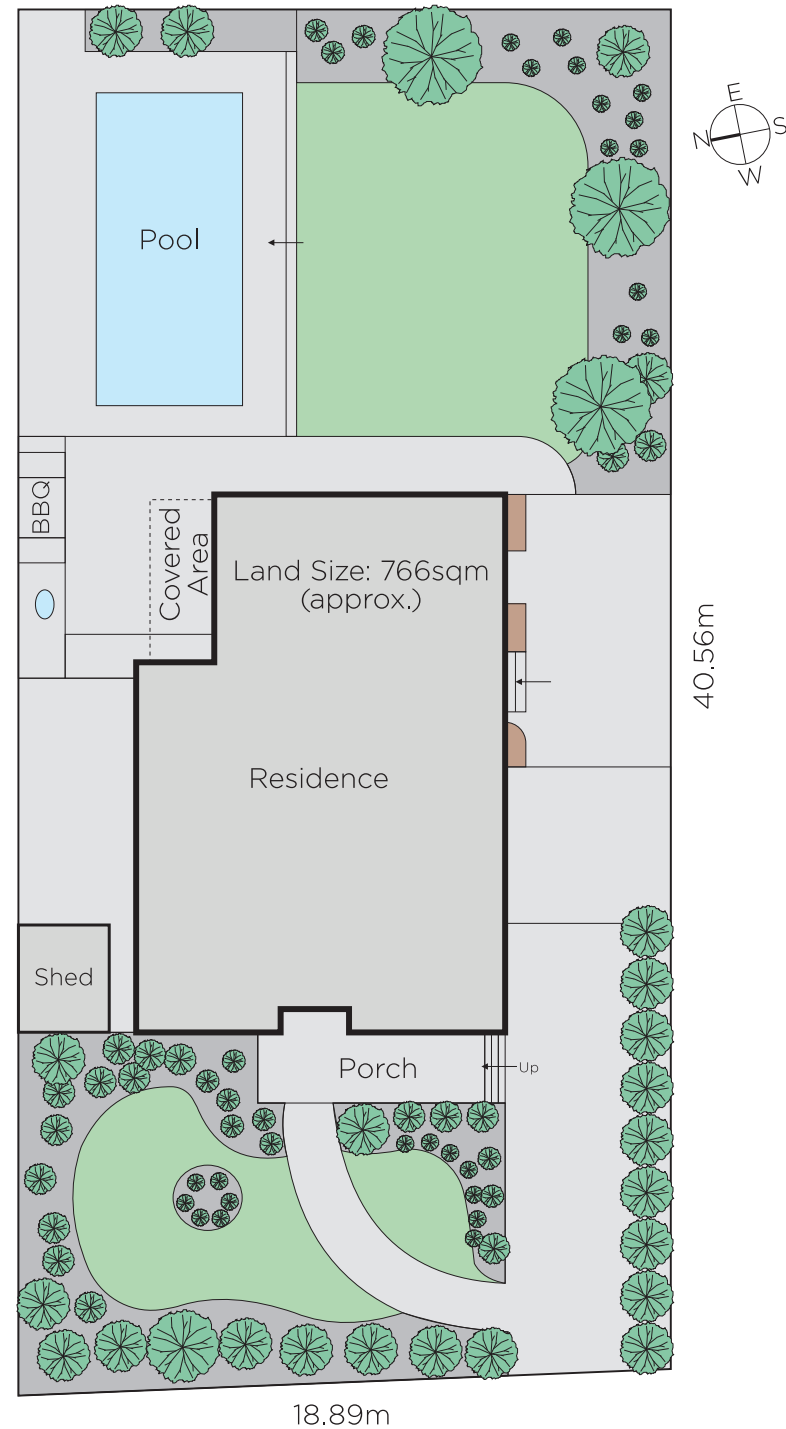 E
N
S
W
Pool
BBQ
Covered
Area
Land Size: 766sqm
(approx.)
40.56m
Residence
Shed
Porch
Up
18.89m